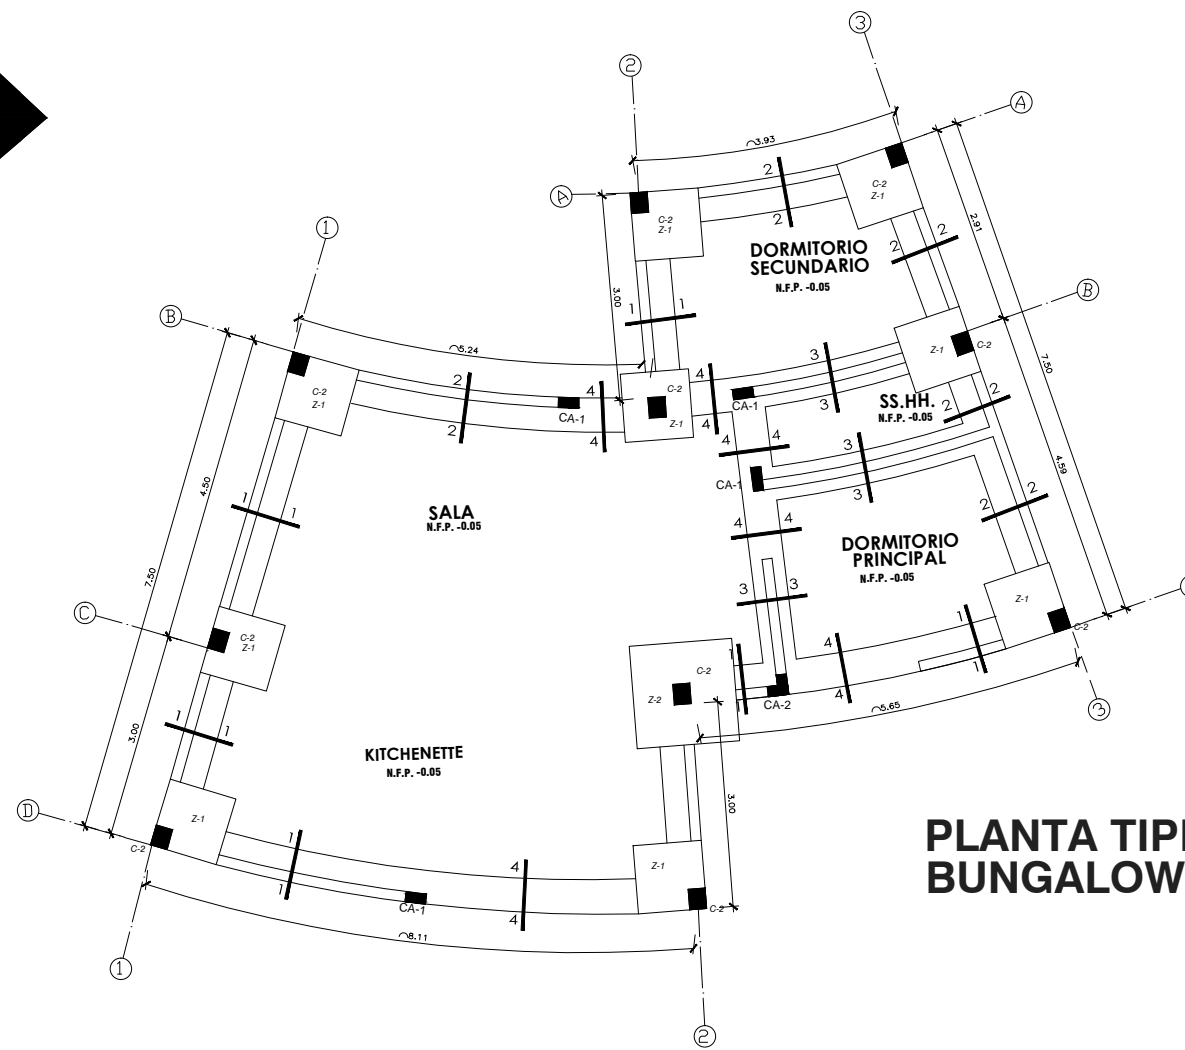 3
2
A
3.93
2
A
C-2
Z-1
C-2
Z-1
2
2.91
1
DORMITORIO
SECUNDARIO
N.F.P. -0.05
2
2
B
3.00
1
1
B
5.24
3
Z-1
C-2
7.50
2
4
4
C-2
Z-1
C-2
Z-1
CA-1
CA-1
SS.HH.
N.F.P. -0.05
2
2
2
4
4
3
4
4
3
4.59
4.50
1
1
SALA
N.F.P. -0.05
CA-1
3
2
2
4
4
DORMITORIO
PRINCIPAL
N.F.P. -0.05
7.50
3
3
Z-1
C-2
C
C-2
Z-1
4
1
1
C-2
Z-2
1
1
4
CA-2
5.65
3
1
1
3.00
KITCHENETTE
N.F.P. -0.05
3.00
D
Z-1
C-2
1
4
Z-1
PLANTA TIPI
BUNGALOW
1
CA-1
4
C-2
8.11
1
2